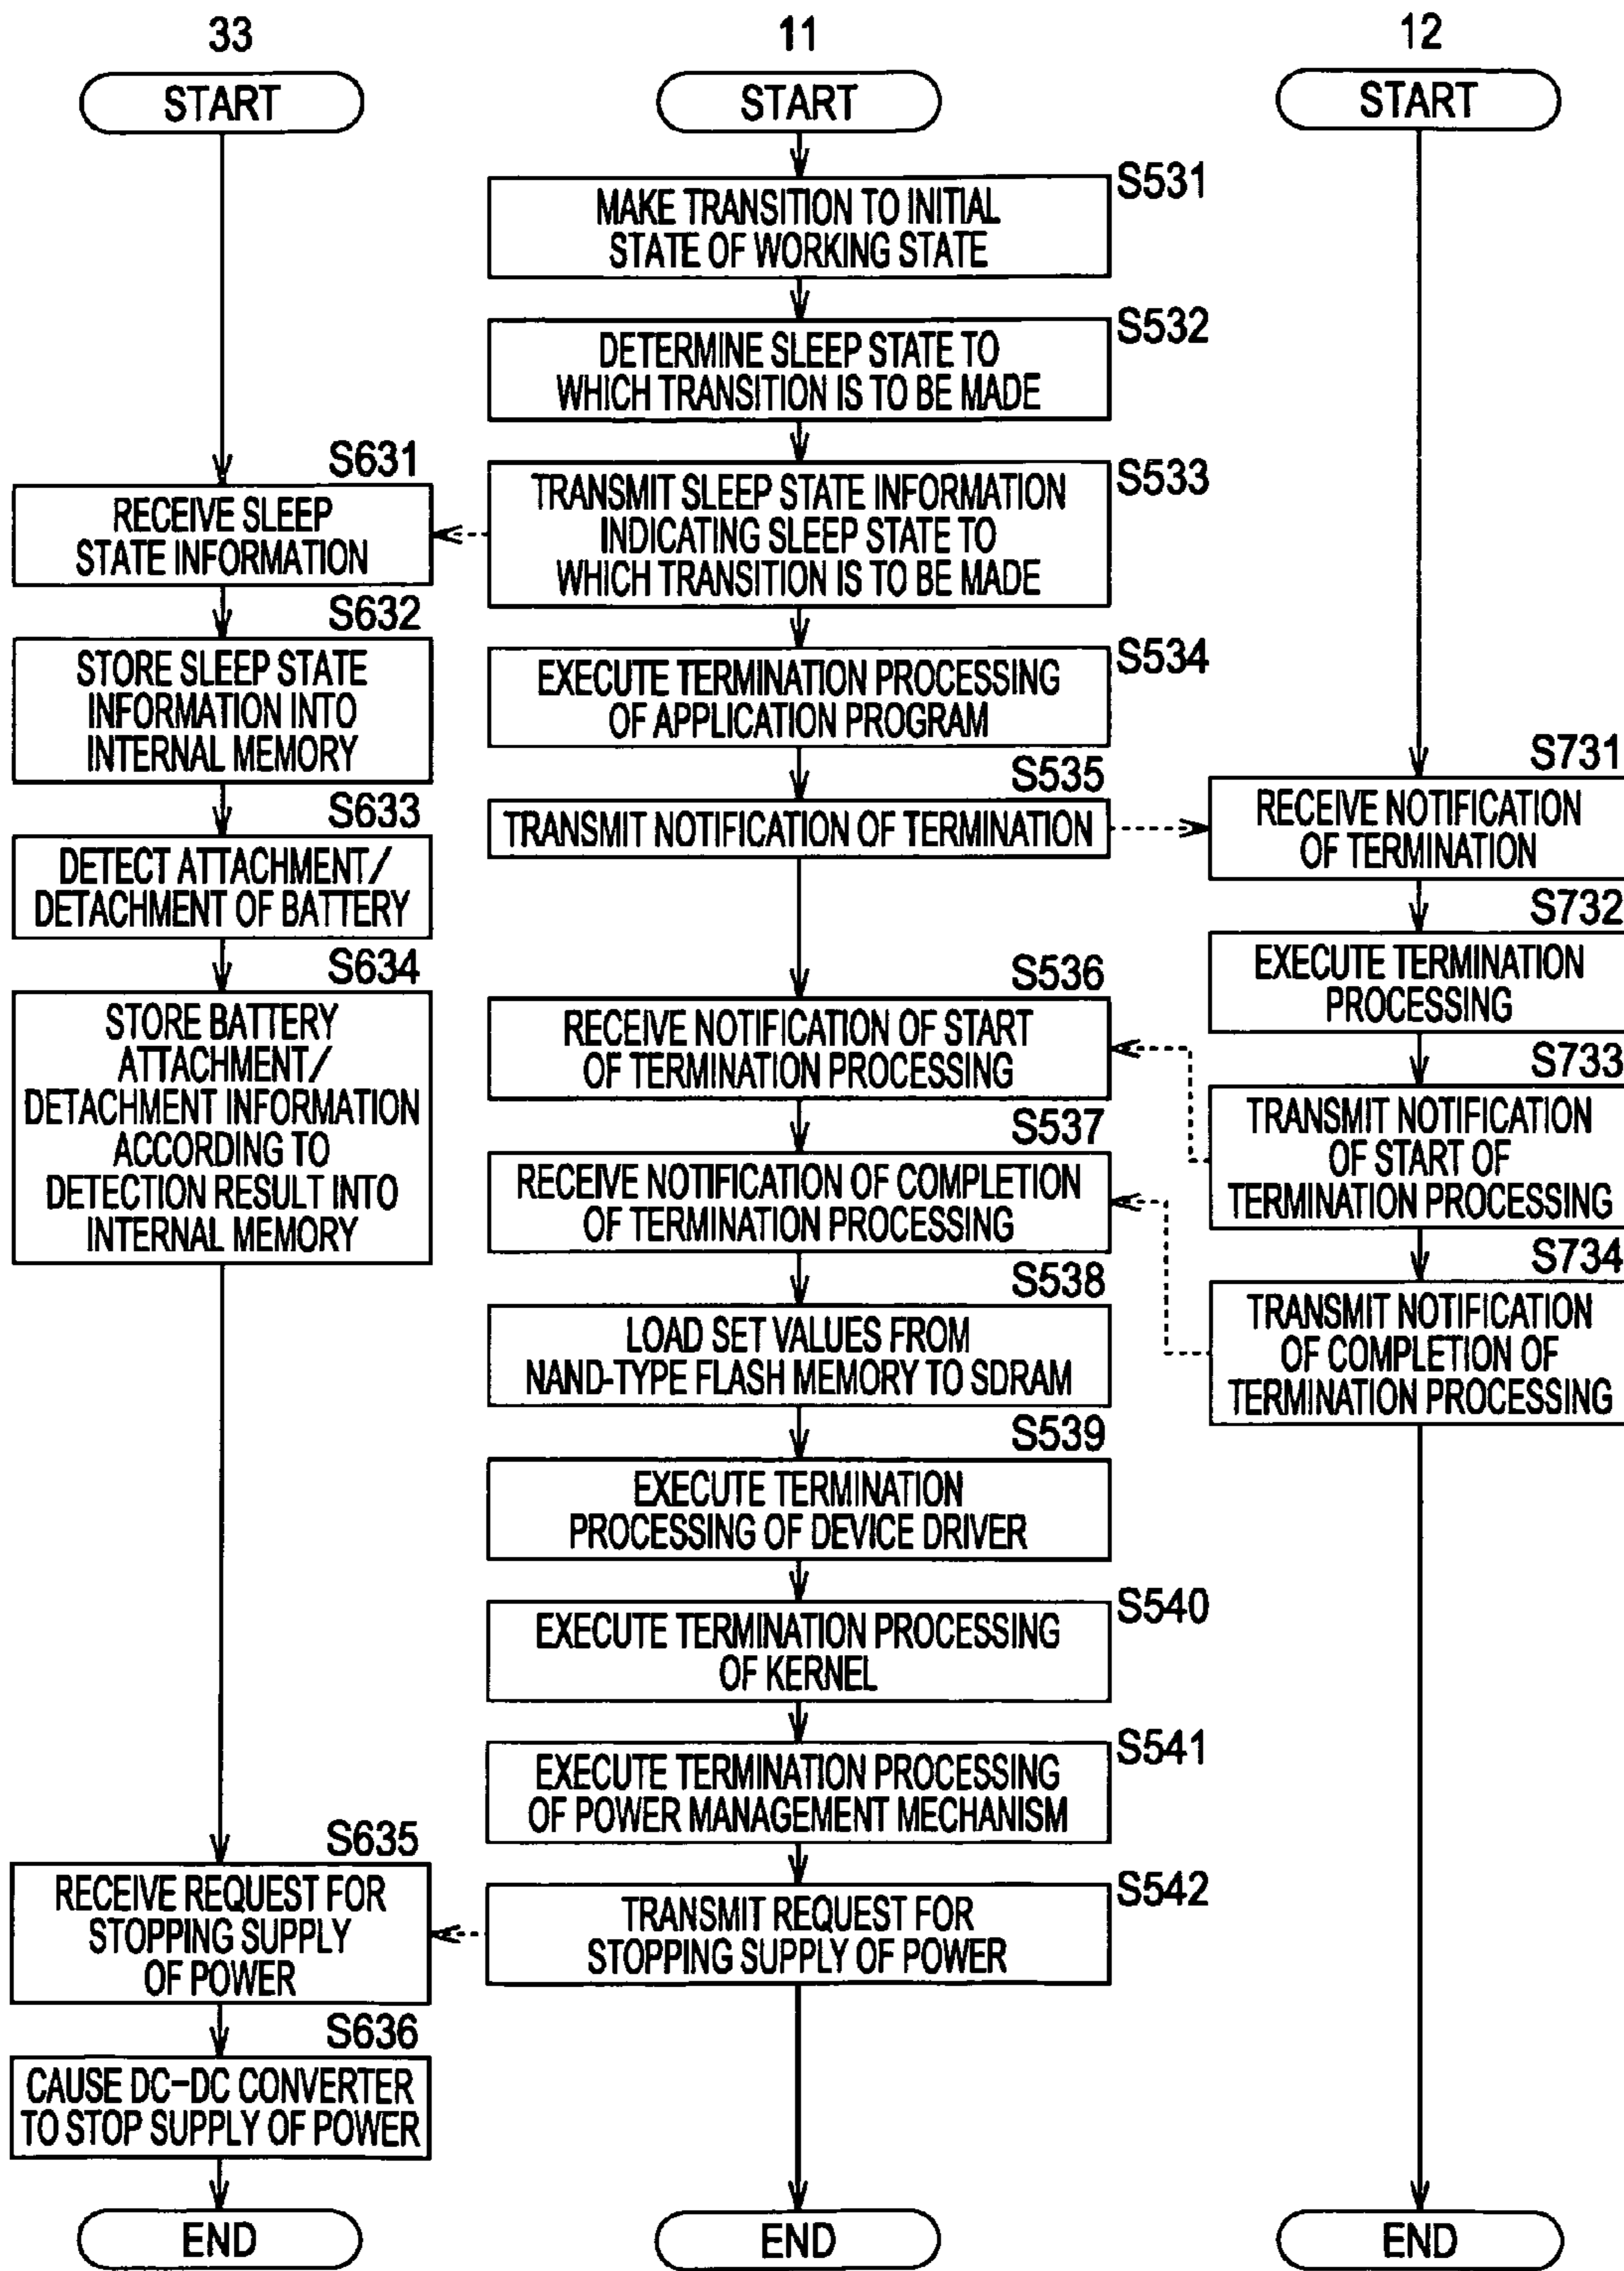 33
START
S631
RECEIVE SLEEP
STATE INFORMATION
S632
STORE SLEEP STATE
INFORMATION INTO
INTERNAL MEMORY
S633
DETECT ATTACHMENT/
DETACHMENT OF BATTERY
S634
STORE BATTERY
ATTACHMENT/
DETACHMENT INFORMATION
ACCORDING TO
DETECTION RESULT INTO
INTERNAL MEMORY
S635
RECEIVE REQUEST FOR
STOPPING SUPPLY
OF POWER
S636
CAUSE DC-DC CONVERTER
TO STOP SUPPLY OF POWER
END
11
START
S531
MAKE TRANSITION TO INITIAL
STATE OF WORKING STATE
S532
DETERMINE SLEEP STATE TO
WHICH TRANSITION IS TO BE MADE
S533
TRANSMIT SLEEP STATE INFORMATION
INDICATING SLEEP STATE TO
WHICH TRANSITION IS TO BE MADE
S534
EXECUTE TERMINATION PROCESSING
OF APPLICATION PROGRAM
S535
TRANSMIT NOTIFICATION OF TERMINATION
S536
RECEIVE NOTIFICATION OF START
OF TERMINATION PROCESSING
S537
RECEIVE NOTIFICATION OF COMPLETION
OF TERMINATION PROCESSING
S538
LOAD SET VALUES FROM
NAND-TYPE FLASH MEMORY TO SDRAM
S539
EXECUTE TERMINATION
PROCESSING OF DEVICE DRIVER
S540
EXECUTE TERMINATION PROCESSING
OF KERNEL
S541
EXECUTE TERMINATION PROCESSING
OF POWER MANAGEMENT MECHANISM
S542
TRANSMIT REQUEST FOR
STOPPING SUPPLY OF POWER
END
12
START
S731
RECEIVE NOTIFICATION
OF TERMINATION
S732
EXECUTE TERMINATION
PROCESSING
S733
TRANSMIT NOTIFICATION
OF START OF
TERMINATION PROCESSING
S734
TRANSMIT NOTIFICATION
OF COMPLETION OF
TERMINATION PROCESSING
END